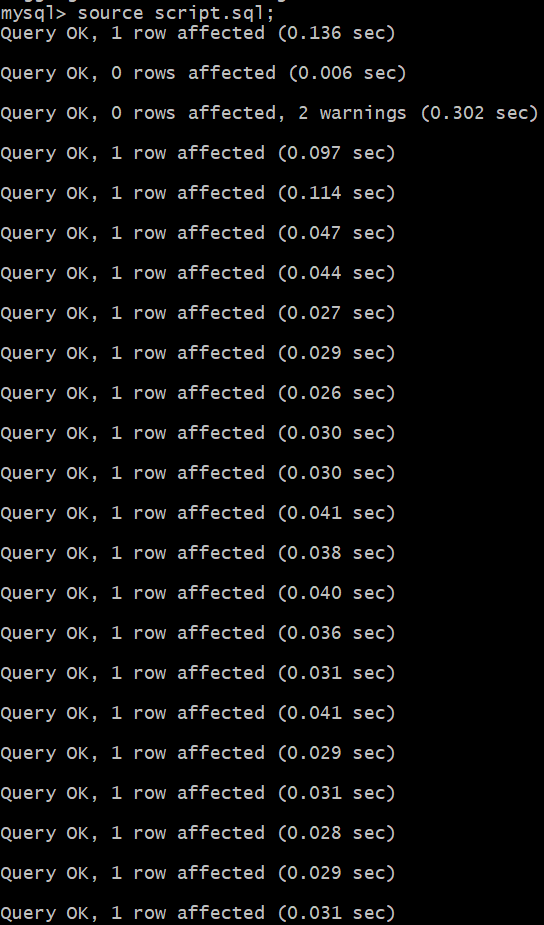 mysql> source script.sql;
Query OK, 1 row affected (0.136 sec)
Query OK, 0 rows affected (0.006 sec)
Query OK, 0 rows affected, 2 warnings (0.302 sec)
Query OK, 1 row affected (0.097 sec)
Query OK, 1 row affected (0.114 sec)
Query OK, 1 row affected (0.047 sec)
Query OK, 1 row affected (0.044 sec)
Query OK, 1 row affected (0.027 sec)
Query OK, 1 row affected (0.029 sec)
Query OK, 1 row affected (0.026 sec)
Query OK, 1 row affected (0.030 sec)
Query OK, 1 row affected (0.030 sec)
Query OK, 1 row affected (0.041 sec)
Query OK, 1 row affected (0.038 sec)
Query OK, 1 row affected (0.040 sec)
Query OK, 1 row affected (0.036 sec)
Query OK, 1 row affected (0.031 sec)
Query OK, 1 row affected (0.041 sec)
Query OK, 1 row affected (0.029 sec)
Query OK, 1 row affected (0.031 sec)
Query OK, 1 row affected (0.028 sec)
Query OK, 1 row affected (0.029 sec)
Query OK, 1 row affected (0.031 sec)